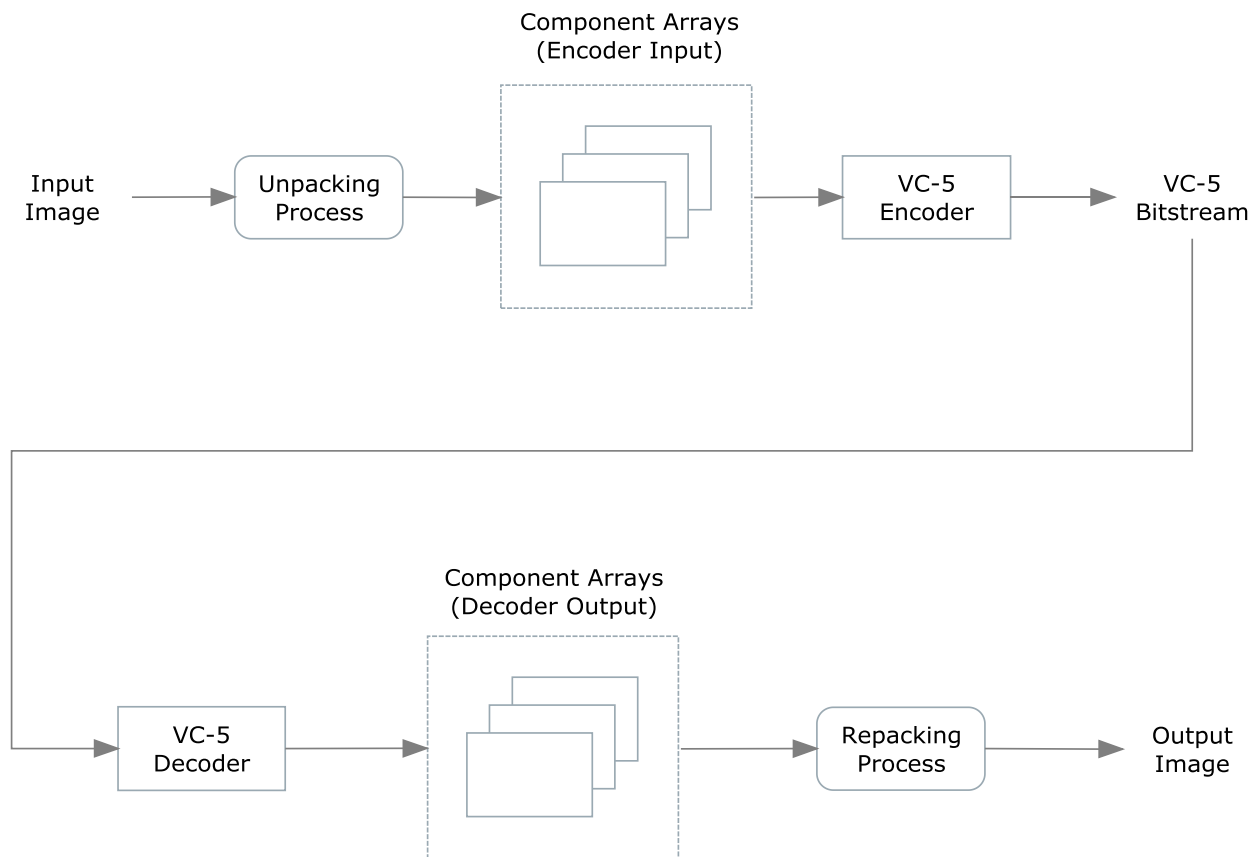 Component Arrays
(Encoder Input)
Input
Image
Unpacking
Process
VC-5
Encoder
VC-5
Bitstream
Component Arrays
(Decoder Output)
VC-5
Decoder
Repacking
Process
Output
Image